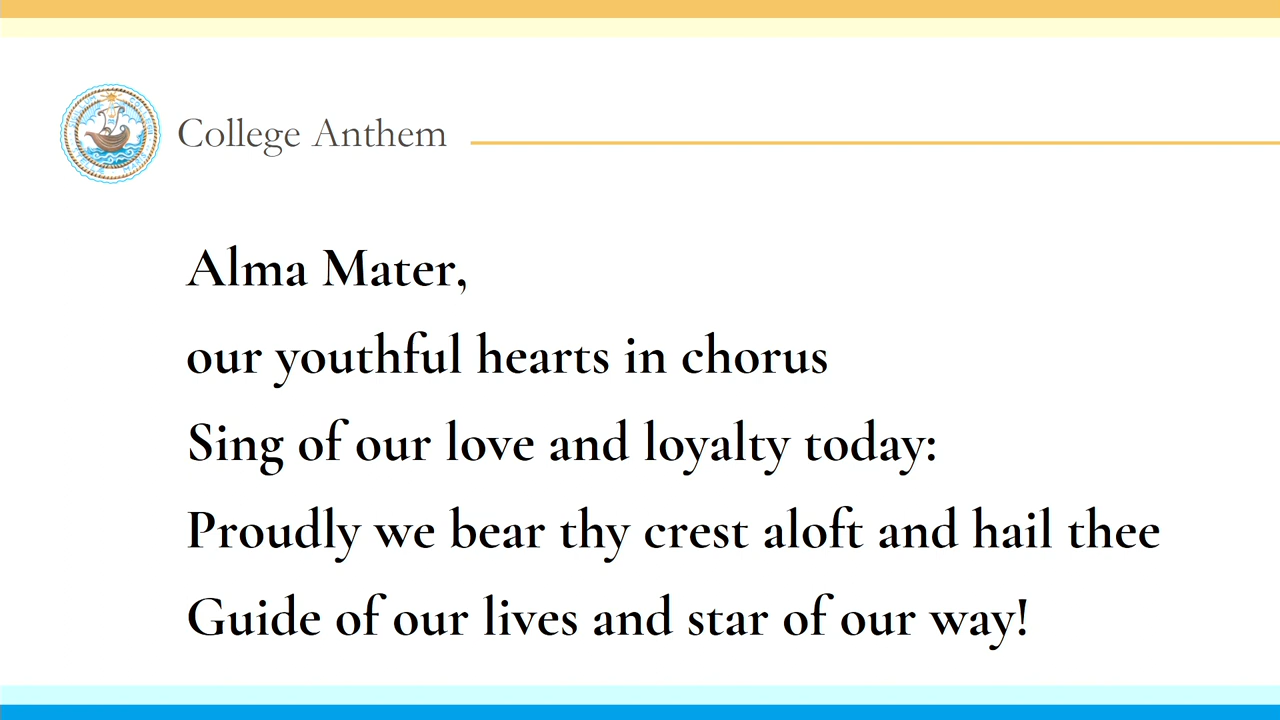 College Anthem
Alma Mater,
our youthful hearts in chorus
Sing of our love and loyalty today:
Proudly we bear thy crest aloft and hail thee
Guide of our lives and star of our way!